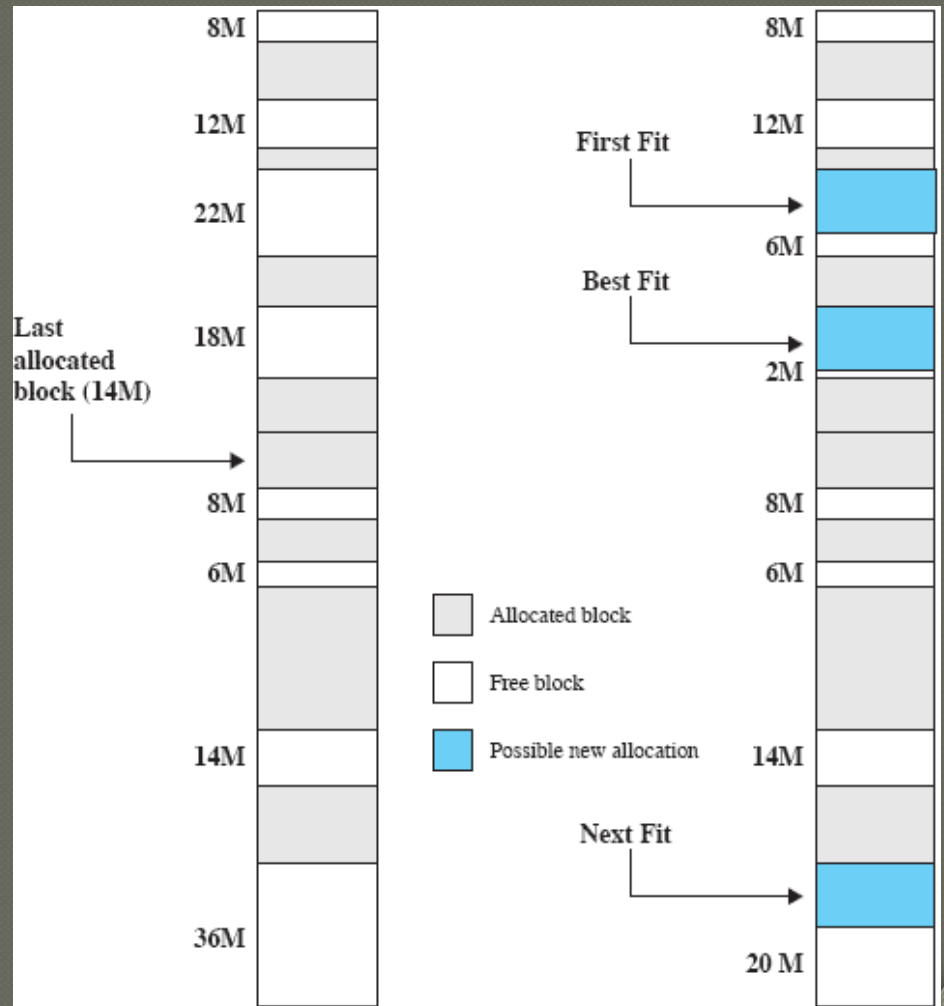 8M
12M
22M
18M
Last
allocated
block (14M)
8M
6M
14M
36M
Allocated block
Free block
Possible new allocation
8M
12M
First Fit
6M
Best Fit
2M
8M
6M
14M
Next Fit
20 M